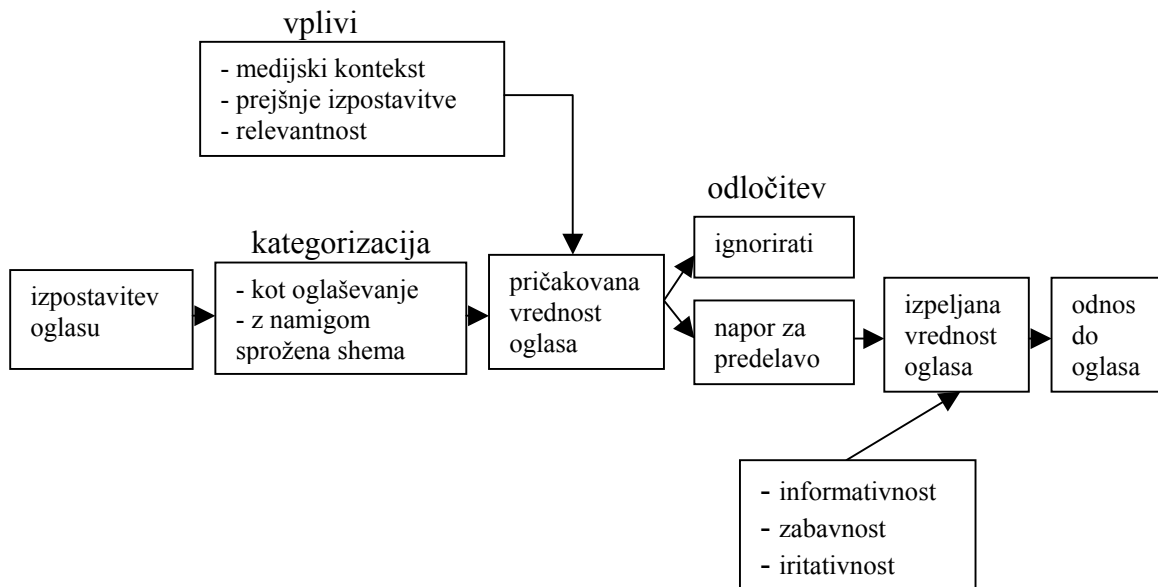 vplivi
- medijski kontekst
- prejšnje izpostavitve
- relevantnost
odločitev
ignorirati
kategorizacija
izpostavitev
oglasu
- kot oglaševanje
- z namigom
sprožena shema
pričakovana
vrednost
oglasa
napor za
predelavo
izpeljana
vrednost
oglasa
odnos
do
oglasa
- informativnost
- zabavnost
- iritativnost